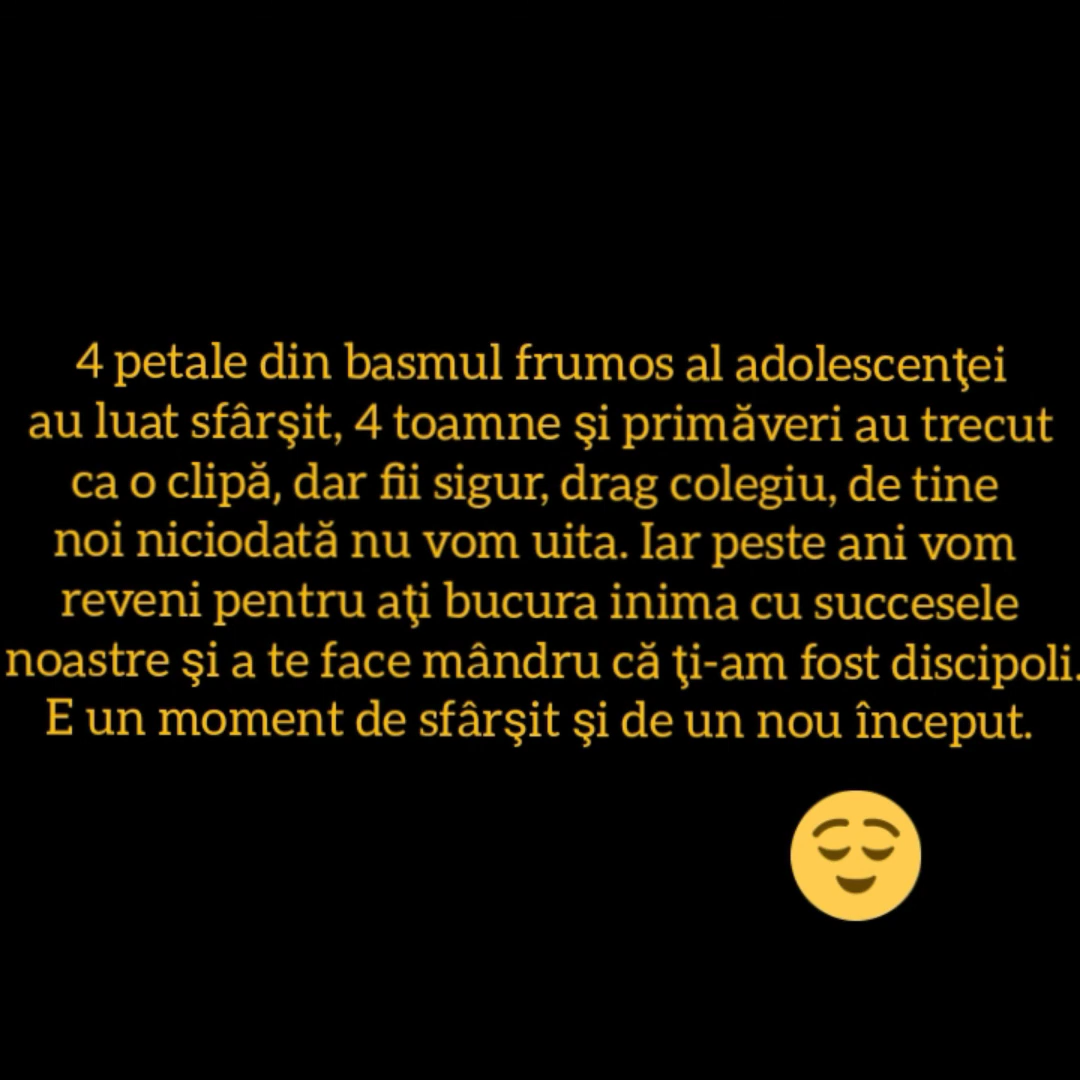 4 petale din basmul frumos al adolescenţei
au luat sfârşit, 4 toamne şi primăveri au trecut
ca o clipă, dar fii sigur, drag colegiu, de tine
noi niciodată nu vom uita. Iar peste ani vom
reveni pentru aţi bucura inima cu succesele
noastre şi a te face mândru că ţi-am fost discipoli.
E un moment de sfârşit şi de un nou început.